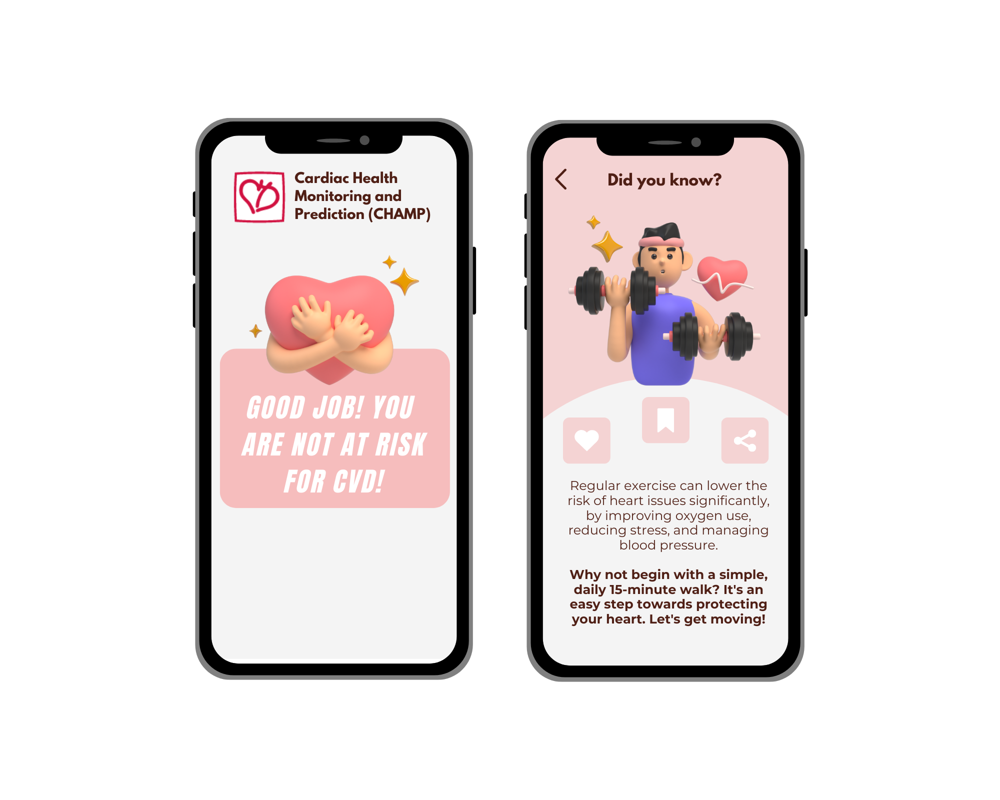 Cardiac Health
Monitoring and
Prediction (CHAMP)
GOOD JOB! YOU
ARE NOT AT RISK
FOR CVD!
Did you know?
Regular exercise can lower the
risk of heart issues significantly,
by improving oxygen use,
reducing stress, and managing
blood pressure.
Why not begin with a simple,
daily 15-minute walk? It's an
easy step towards protecting
your heart. Let's get moving!